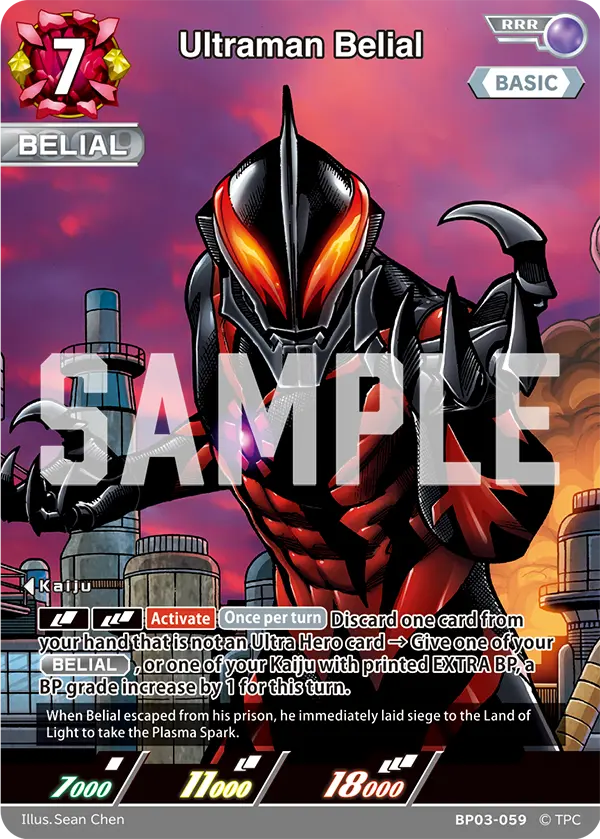 7
Ultraman Belial
RRR
BASIC
BELIAL
SAMPLE
Kaiju
Activate Once per turn Discard one card from
your hand that is not an Ultra Hero card → Give one of your
BELIAL , or one of your Kaiju with printed EXTRA BP, a
BP grade increase by 1 for this turn.
When Belial escaped from his prison, he immediately laid siege to the Land of
Light to take the Plasma Spark.
7000 11000 18000
Illus. Sean Chen BP03-059 © TPC